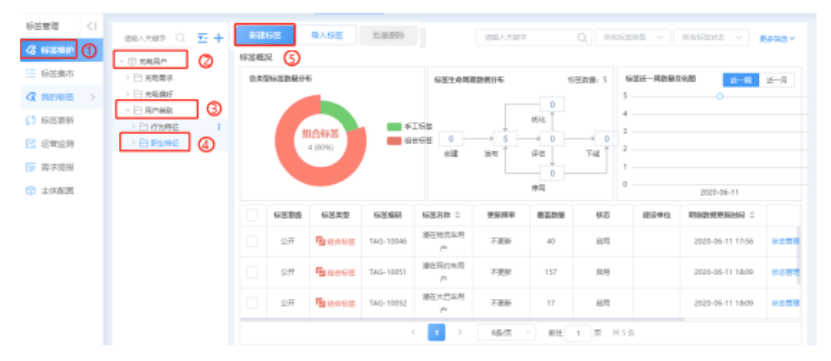 标签管理
标签维护 ①
标签集市
我的标签
标签更新
运营监测
需求提报
主体配置
请输入关键字
充电用户 ②
充电需求
充电偏好
用户类别 ③
行为特征
职业特征 ④
新建标签 导入标签 批量删除 请输入关键字 所有标签类型 所有标签状态 更多筛选
标签概况 ⑤
各类型标签数量分布
组合标签
4 (80%)
手工标签
组合标签
标签生命周期数据分布 标签数量: 5
0
优化
0 5 0 0
创建 发布 评估 下线
0
使用
标签近一周数量变化图 近一周 近一月
5
4
3
2
1
0
2020-06-11
标签类型 标签编码 标签名称 更新频率 覆盖数量 状态 建设单位 明细数据更新时间
公开 组合标签 TAG-10046 潜在物流车用户 不更新 40 启用 2020-06-11 17:56 状态管理
公开 组合标签 TAG-10051 潜在网约车用户 不更新 157 启用 2020-06-11 18:09 状态管理
公开 组合标签 TAG-10052 潜在大巴车用户 不更新 17 启用 2020-06-11 18:09 状态管理
1 6条/页 前往 1 页 共 5 条